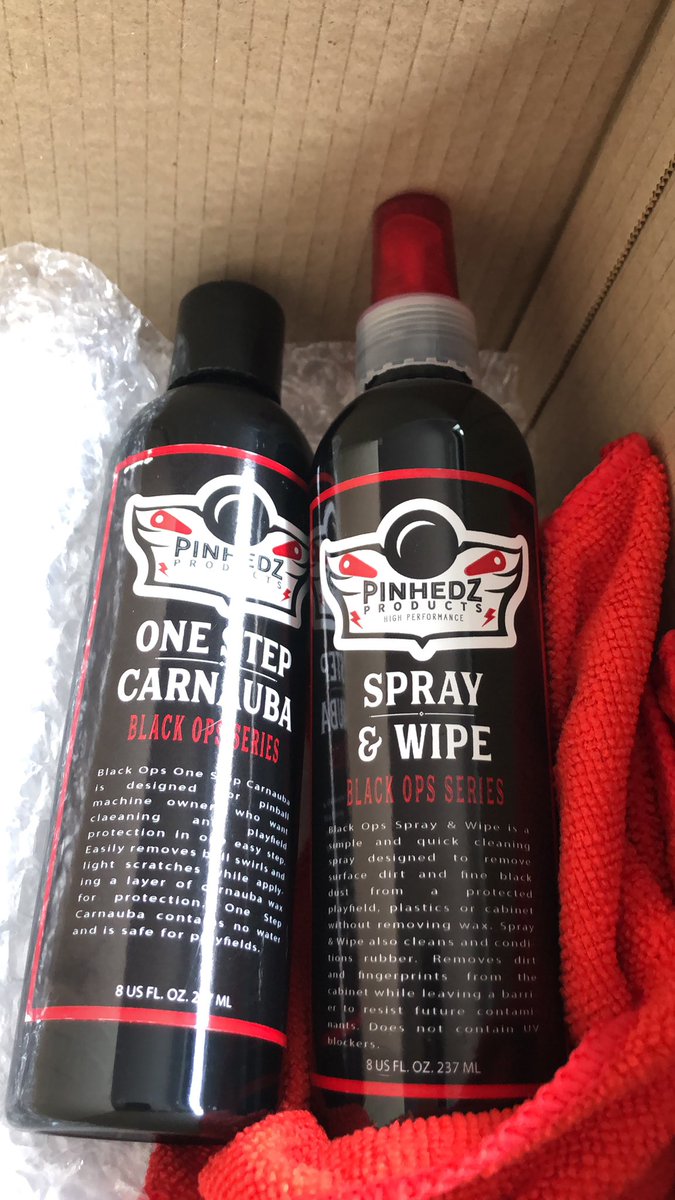 PINHEDZ
PRODUCTS
ONE STEP
CARNAUBA
BLACK OPS SERIES
Black Ops One Step Carnauba
is designed for pinball
machine owners who want
claeaning and playfield
protection in one easy step.
Easily removes ball swirls and
light scratches while apply-
ing a layer of carnauba wax
for protection. One Step
Carnauba contains no water
and is safe for playfields.
8 US FL. OZ. 237 ML
PINHEDZ
PRODUCTS
HIGH PERFORMANCE
SPRAY
& WIPE
BLACK OPS SERIES
Black Ops Spray & Wipe is a
simple and quick cleaning
spray designed to remove
surface dirt and fine black
dust from a protected
playfield, plastics or cabinet
without removing wax. Spray
& Wipe also cleans and condi
tions rubber. Removes dirt
and fingerprints from the
cabinet while leaving a barri
er to resist future contami
nants. Does not contain UV
blockers.
8 US FL. OZ. 237 ML